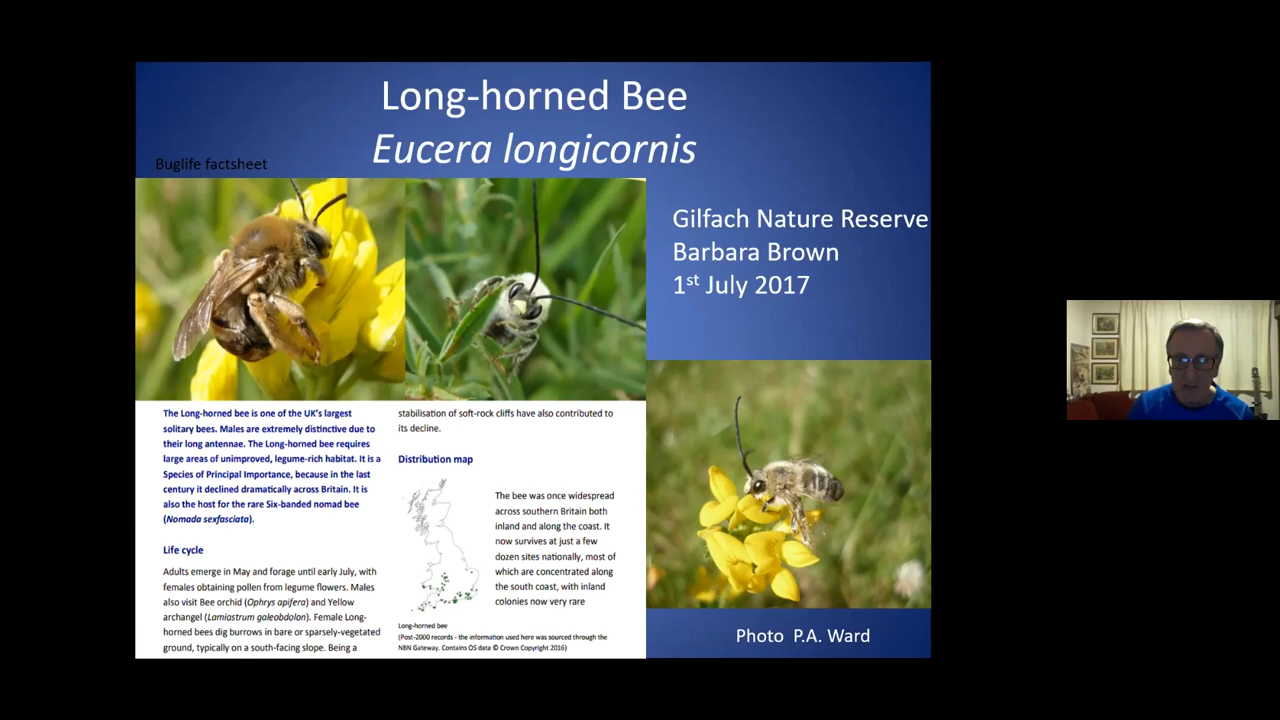 Long-horned Bee
Eucera longicornis
Buglife factsheet
Gilfach Nature Reserve
Barbara Brown
1st July 2017
The Long-horned bee is one of the UK's largest
solitary bees. Males are extremely distinctive due to
their long antennae. The Long-horned bee requires
large areas of unimproved, legume-rich habitat. It is a
Species of Principal Importance, because in the last
century it declined dramatically across Britain. It is
also the host for the rare Six-banded nomad bee
(Nomada sexfasciata).
Life cycle
Adults emerge in May and forage until early July, with
females obtaining pollen from legume flowers. Males
also visit Bee orchid (Ophrys apifera) and Yellow
archangel (Lamiastrum galeobdolon). Female Long-
horned bees dig burrows in bare or sparsely-vegetated
ground, typically on a south-facing slope. Being a
stabilisation of soft-rock cliffs have also contributed to
its decline.
Distribution map
The bee was once widespread
across southern Britain both
inland and along the coast. It
now survives at just a few
dozen sites nationally, most of
which are concentrated along
the south coast, with inland
colonies now very rare
Long-horned bee
(Post-2000 records - the information used here was sourced through the
NBN Gateway. Contains OS data © Crown Copyright 2016)
Photo P.A. Ward